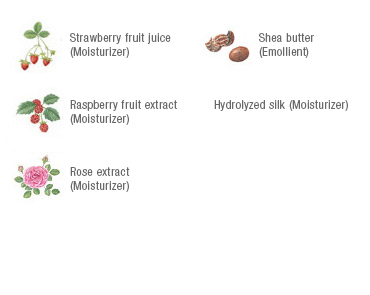 Strawberry fruit juice
(Moisturizer)
Shea butter
(Emollient)
Raspberry fruit extract
(Moisturizer)
Hydrolyzed silk (Moisturizer)
Rose extract
(Moisturizer)